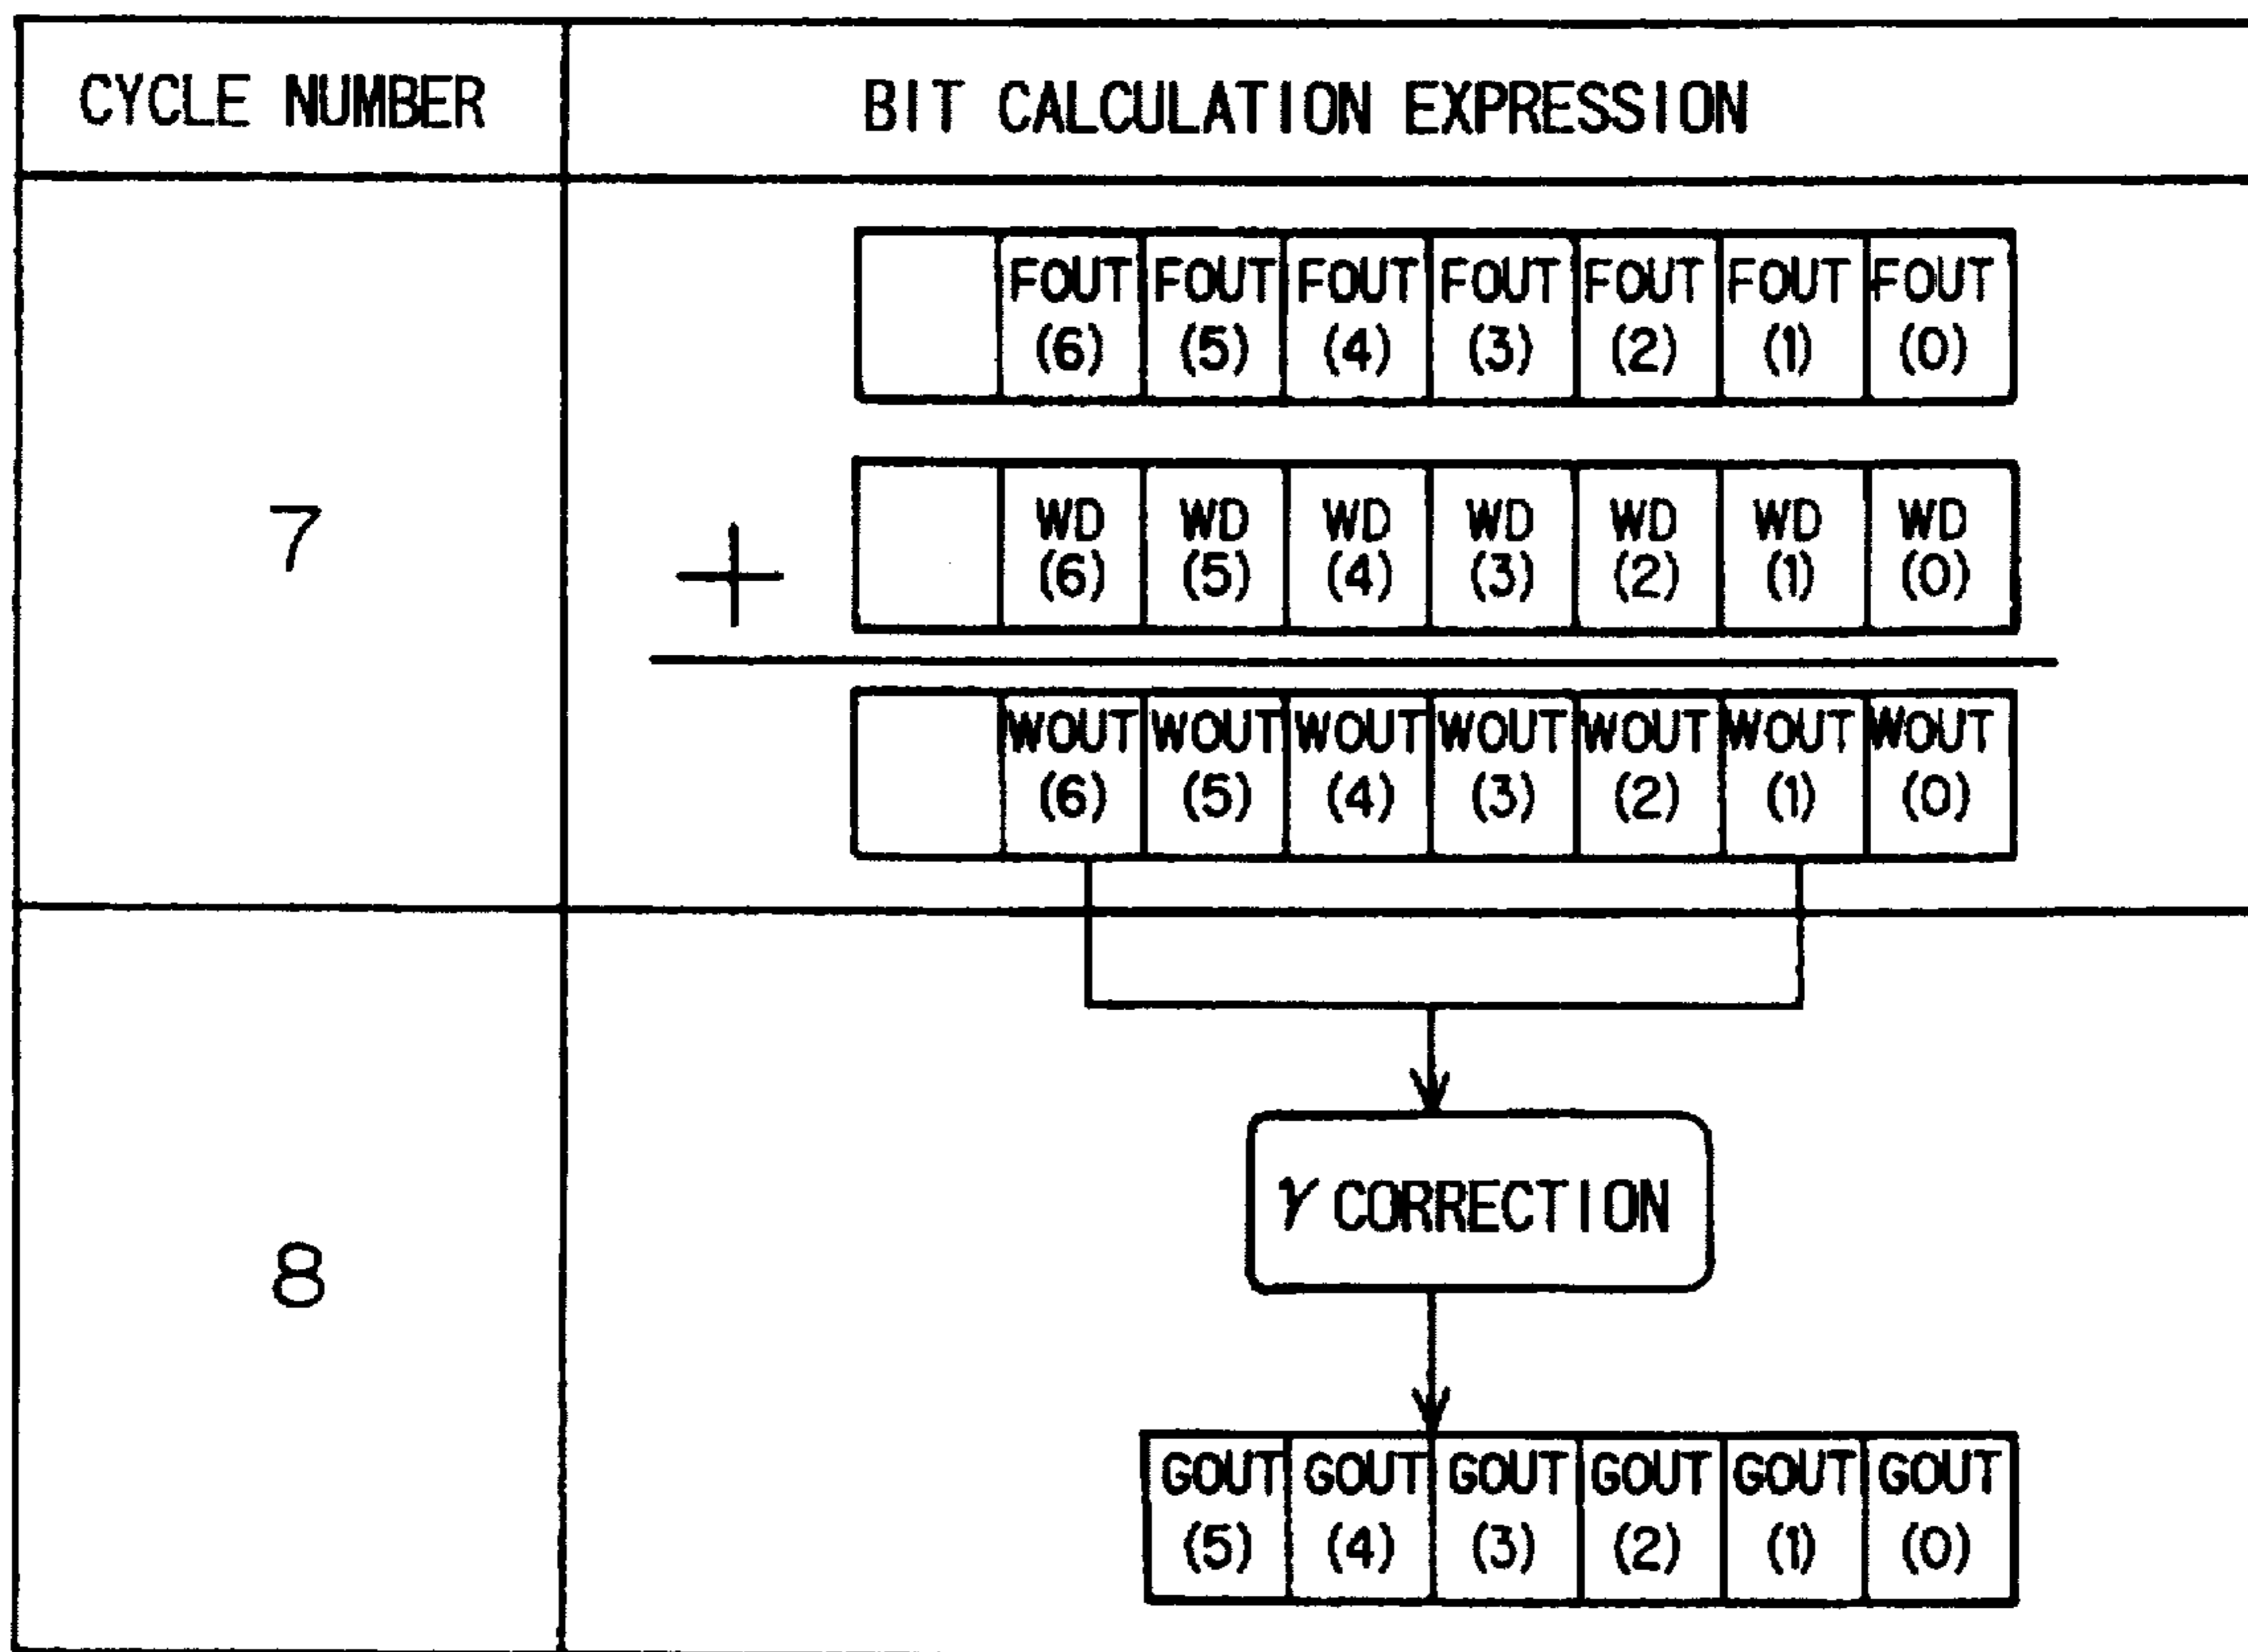 CYCLE NUMBER
BIT CALCULATION EXPRESSION
7
FOUT FOUT FOUT FOUT FOUT FOUT FOUT
(6) (5) (4) (3) (2) (1) (0)
+
WD WD WD WD WD WD WD
(6) (5) (4) (3) (2) (1) (0)
WOUT WOUT WOUT WOUT WOUT WOUT WOUT
(6) (5) (4) (3) (2) (1) (0)
8
γ CORRECTION
GOUT GOUT GOUT GOUT GOUT GOUT
(5) (4) (3) (2) (1) (0)